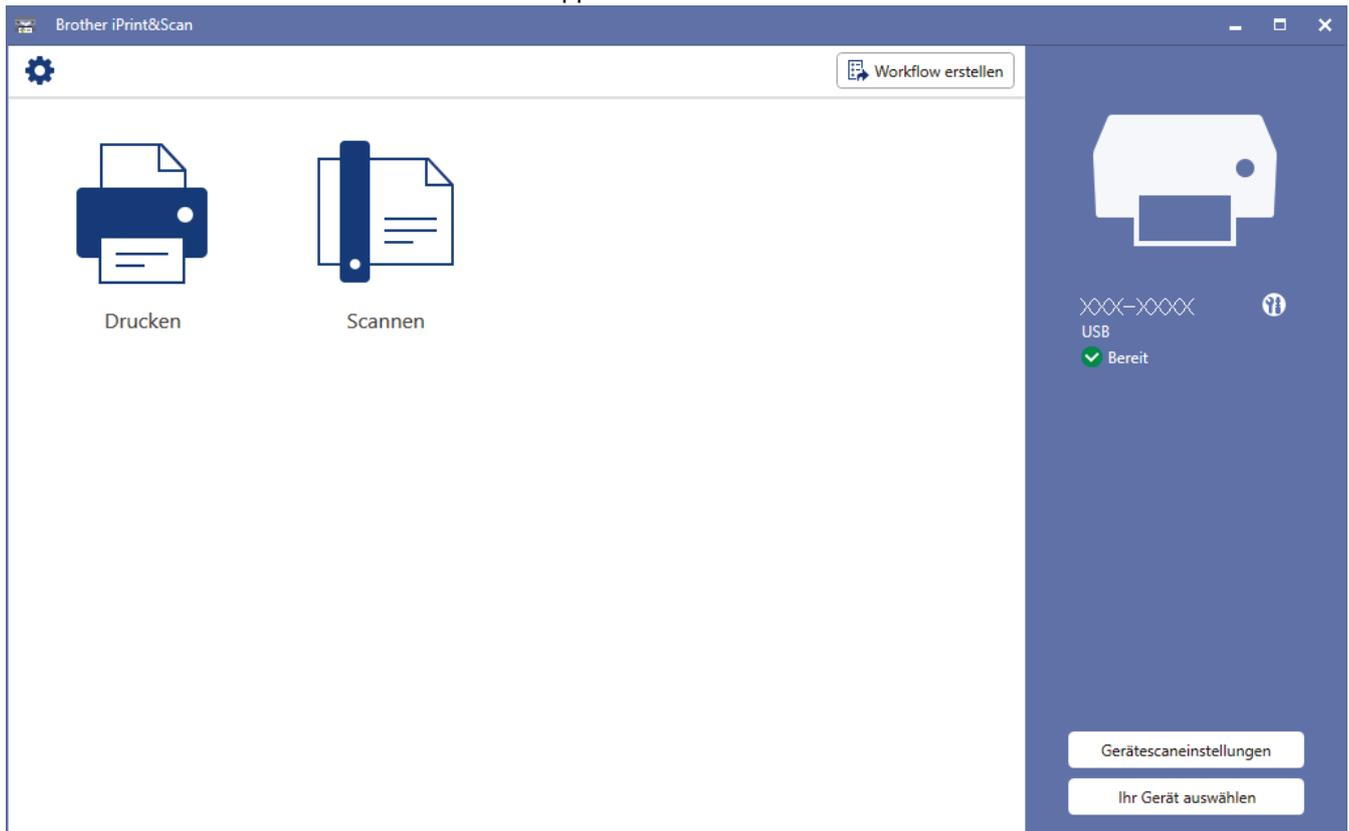 Brother iPrint&Scan
Workflow erstellen
Drucken
Scannen
XXX-XXXX
USB
Bereit
Gerätescaneinstellungen
Ihr Gerät auswählen